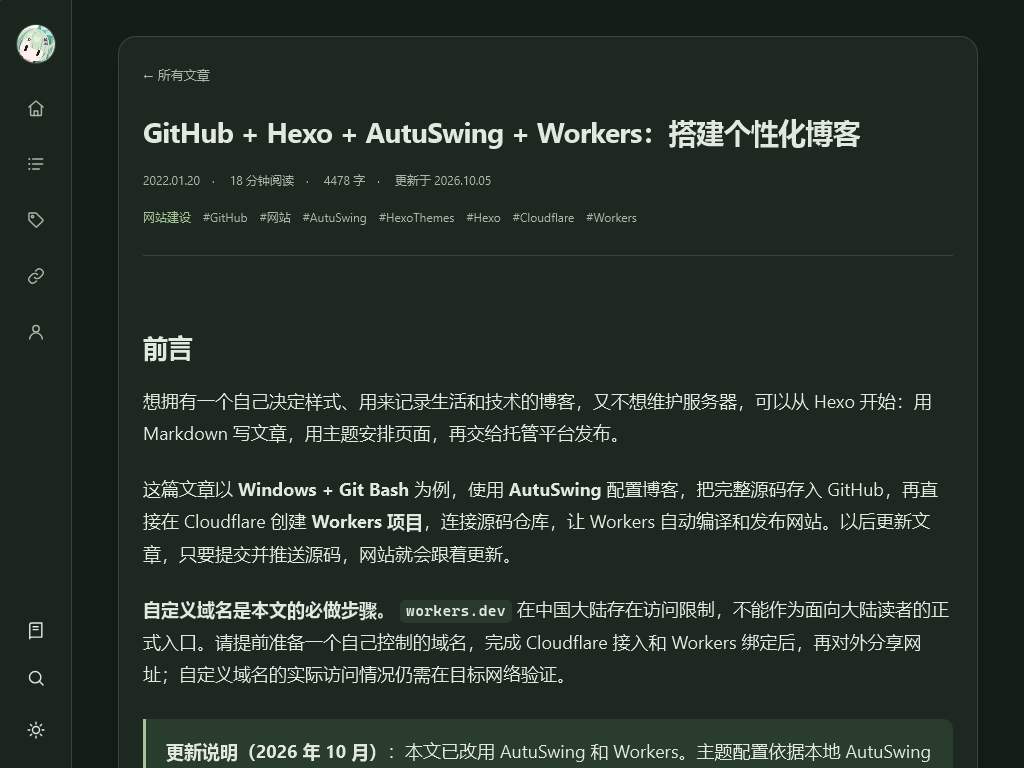 ← 所有文章
GitHub + Hexo + AutuSwing + Workers：搭建个性化博客
2022.01.20 · 18 分钟阅读 · 4478 字 · 更新于 2026.10.05
网站建设 #GitHub #网站 #AutuSwing #HexoThemes #Hexo #Cloudflare #Workers
前言
想拥有一个自己决定样式、用来记录生活和技术的博客，又不想维护服务器，可以从 Hexo 开始：用
Markdown 写文章，用主题安排页面，再交给托管平台发布。
这篇文章以 Windows + Git Bash 为例，使用 AutuSwing 配置博客，把完整源码存入 GitHub，再直
接在 Cloudflare 创建 Workers 项目，连接源码仓库，让 Workers 自动编译和发布网站。以后更新文
章，只要提交并推送源码，网站就会跟着更新。
自定义域名是本文的必做步骤。 workers.dev 在中国大陆存在访问限制，不能作为面向大陆读者的正
式入口。请提前准备一个自己控制的域名，完成 Cloudflare 接入和 Workers 绑定后，再对外分享网
址；自定义域名的实际访问情况仍需在目标网络验证。
更新说明（2026 年 10 月）：本文已改用 AutuSwing 和 Workers。主题配置依据本地 AutuSwing